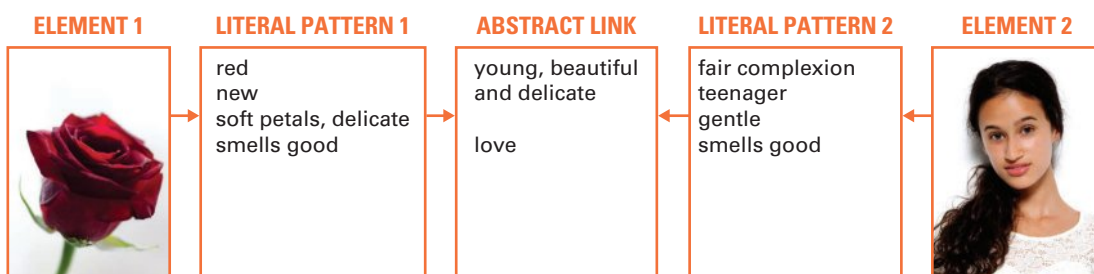 ELEMENT 1
LITERAL PATTERN 1
ABSTRACT LINK
LITERAL PATTERN 2
ELEMENT 2
red
new
soft petals, delicate
smells good
young, beautiful
and delicate
love
fair complexion
teenager
gentle
smells good